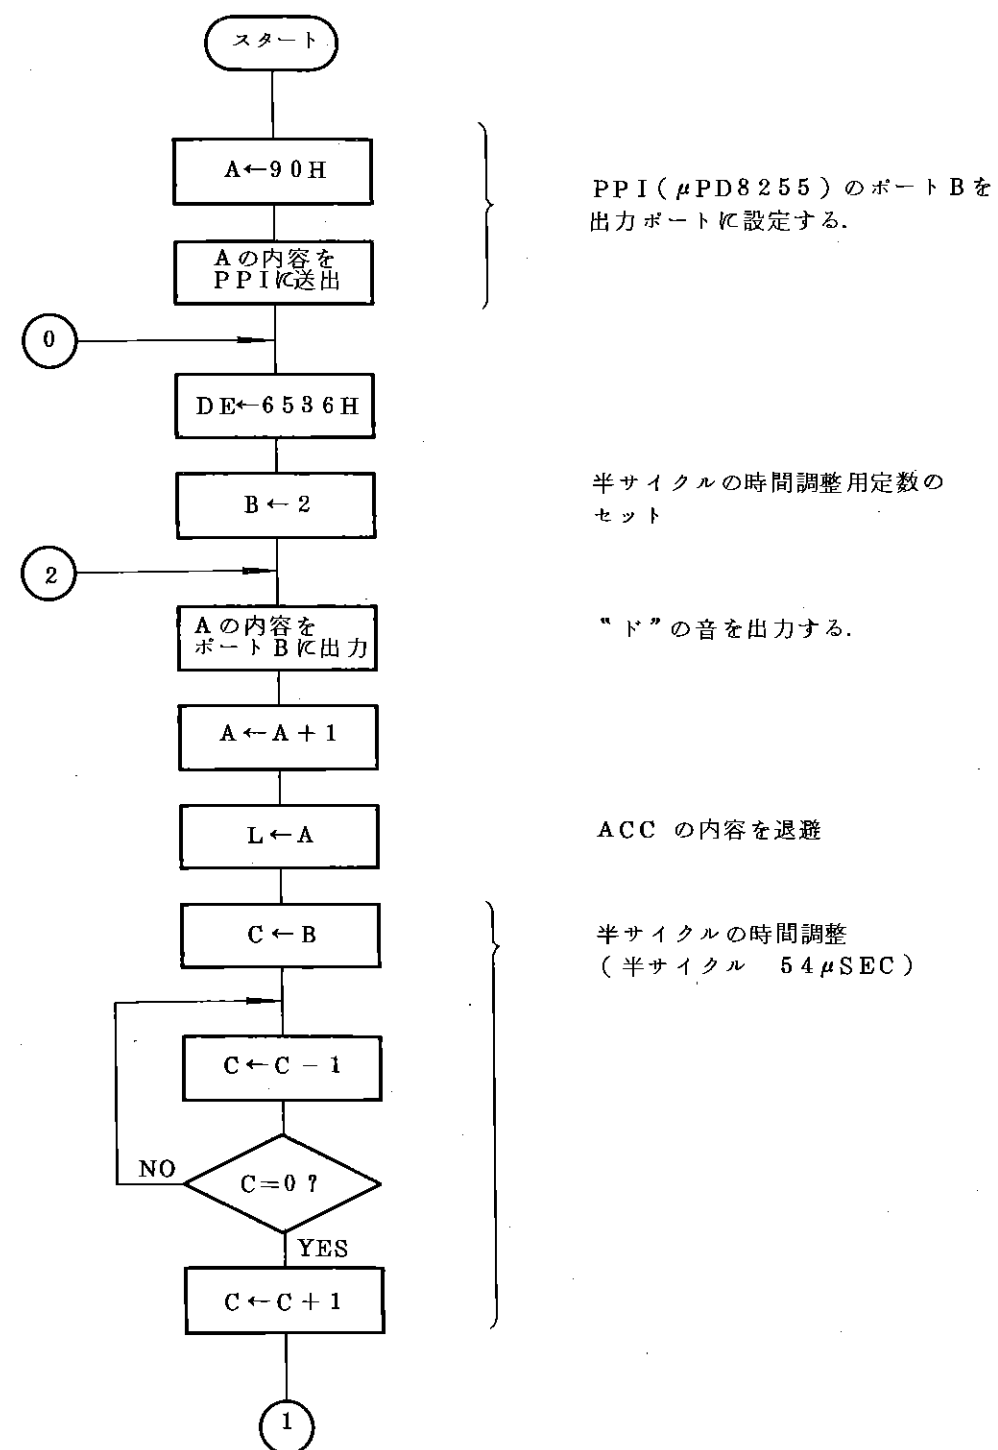 スタート
A←90H
PPI(μPD8255)のポートBを
出力ポートに設定する.
Aの内容を
PPIに送出
0
DE←6536H
B←2
半サイクルの時間調整用定数の
セット
2
Aの内容を
ポートBに出力
“ド”の音を出力する.
A←A+1
L←A
ACC の内容を退避
C←B
半サイクルの時間調整
(半サイクル 54μSEC)
C←C-1
NO
C=0?
YES
C←C+1
1